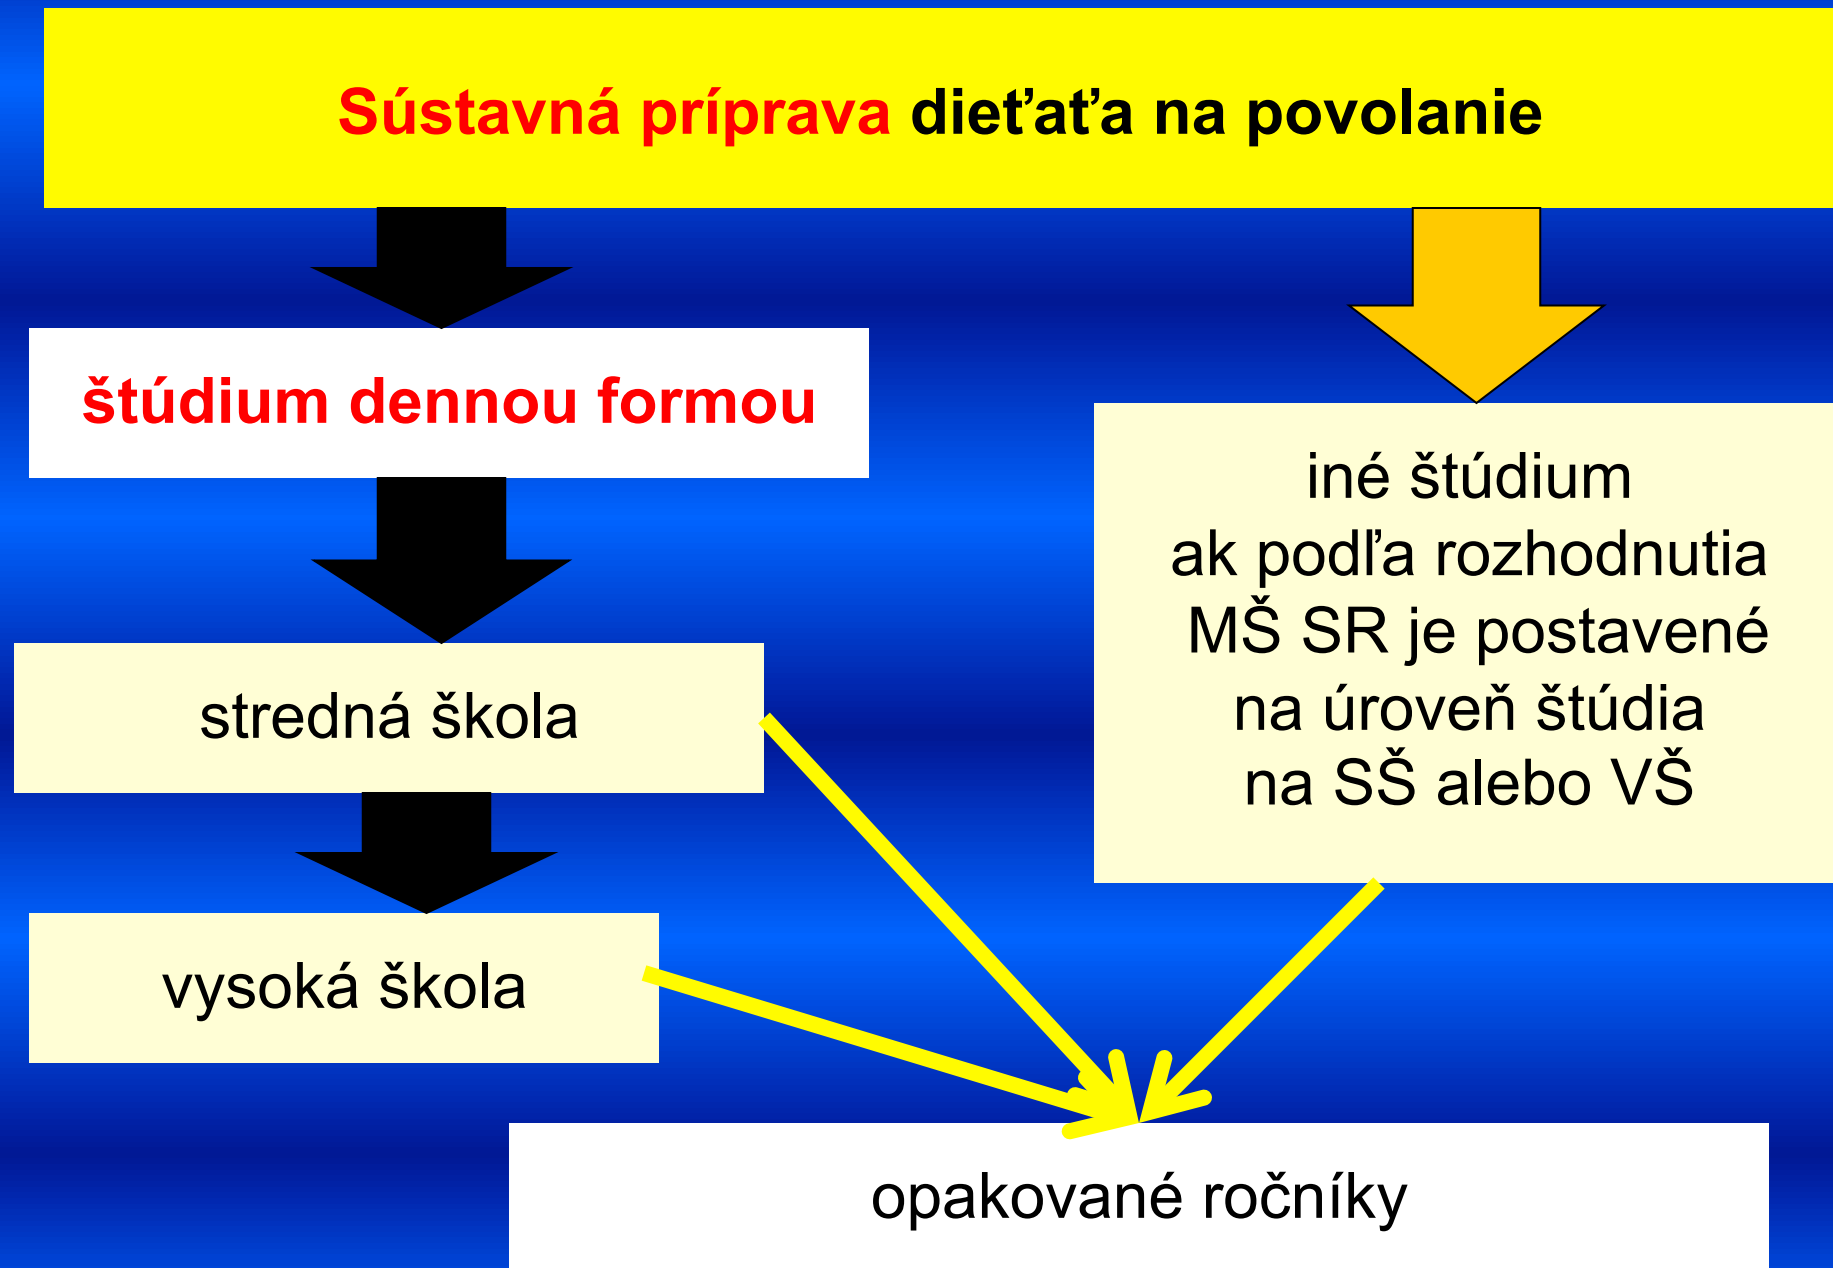 Sústavná príprava dieťaťa na povolanie
štúdium dennou formou
stredná škola
vysoká škola
iné štúdium
ak podľa rozhodnutia
MŠ SR je postavené
na úroveň štúdia
na SŠ alebo VŠ
opakované ročníky